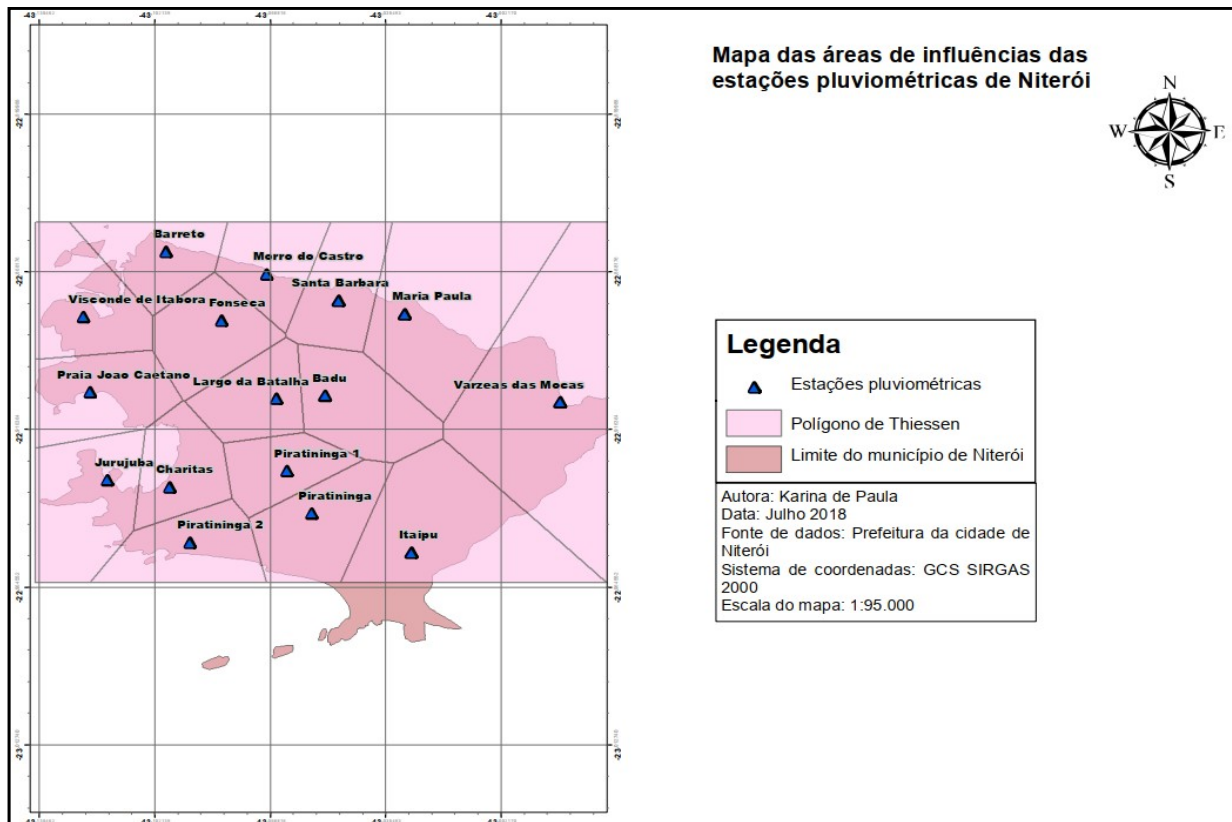 Mapa das áreas de influências das
estações pluviométricas de Niterói
N
W
E
S
Barreto
Morro do Castro
Santa Barbara
Maria Paula
Visconde de Itabora
Fonseca
Praia Joao Caetano
Largo da Batalha
Badu
Varzeas das Mocas
Jurujuba
Charitas
Piratininga 1
Piratininga
Piratininga 2
Itaipu
Legenda
Estações pluviométricas
Polígono de Thiessen
Limite do município de Niterói
Autora: Karina de Paula
Data: Julho 2018
Fonte de dados: Prefeitura da cidade de
Niterói
Sistema de coordenadas: GCS SIRGAS
2000
Escala do mapa: 1:95.000